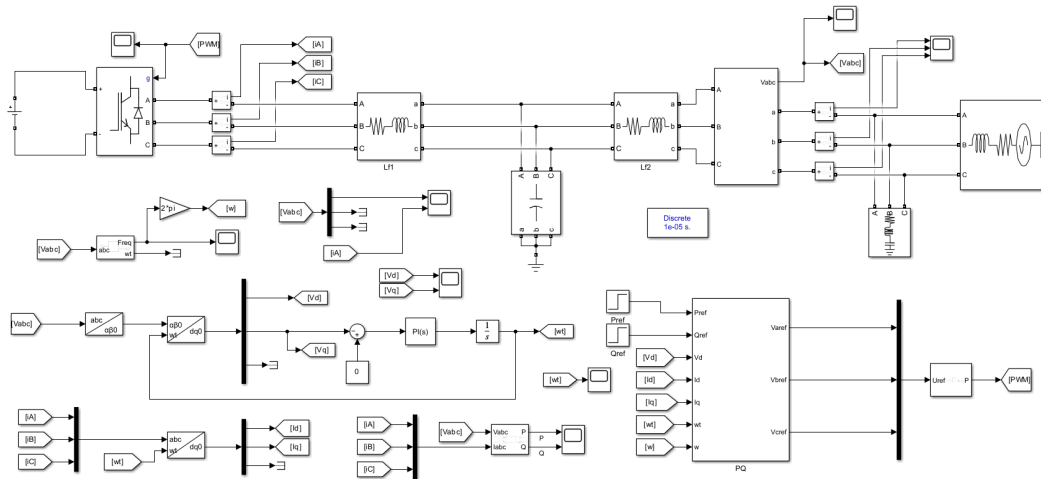 [PWM]
[iA]
[iB]
[iC]
g
+
-
A
B
C
i
A
B
C
a
b
c
Lf1
A
B
C
a
b
c
Lf2
A
B
C
Vabc
a
b
c
[Vabc]
A
B
C
A B C
A B C
a b c
Discrete
1e-05 s.
2*pi
[w]
[Vabc]
abc
Freq
wt
[Vabc]
[iA]
[Vd]
[Vq]
[Vabc]
abc
αβ0
αβ0
wt
dq0
[Vd]
[Vq]
0
PI(s)
1
s
[wt]
[wt]
[iA]
[iB]
[iC]
[wt]
abc
wt
dq0
[Id]
[Iq]
[iA]
[iB]
[iC]
[Vabc]
Vabc
Iabc
P
Q
P
Q
Pref
Qref
[Vd]
[Id]
[Iq]
[wt]
[w]
Pref
Qref
Vd
Id
Iq
wt
w
Varef
Vbref
Vcref
PQ
Uref
P
[PWM]